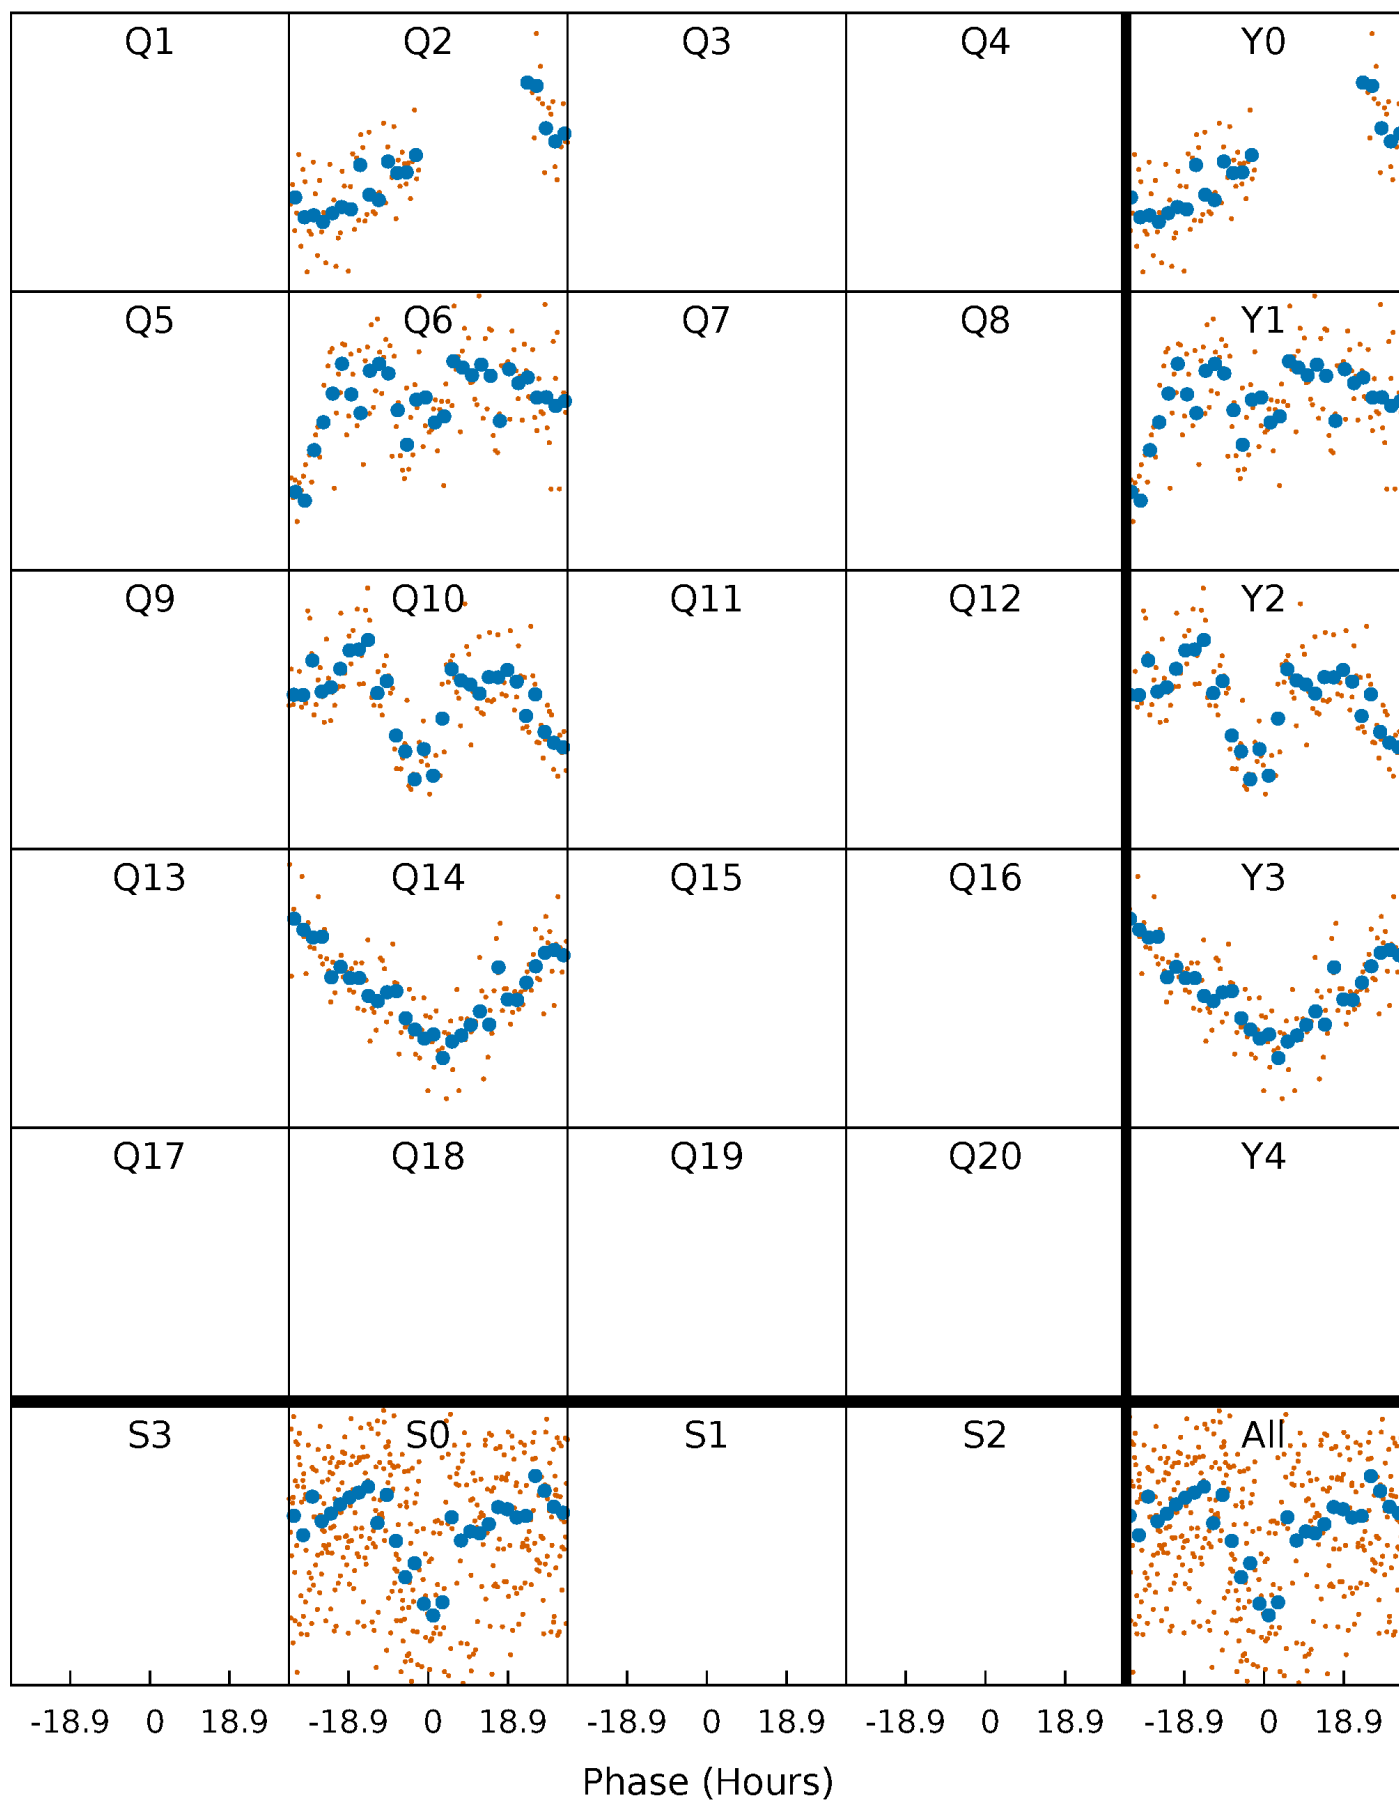 Q1 Q2 Q3 Q4 Y0
Q5 Q6 Q7 Q8 Y1
Q9 Q10 Q11 Q12 Y2
Q13 Q14 Q15 Q16 Y3
Q17 Q18 Q19 Q20 Y4
S3 S0 S1 S2 All
-18.9 0 18.9 -18.9 0 18.9 -18.9 0 18.9 -18.9 0 18.9 -18.9 0 18.9
Phase (Hours)